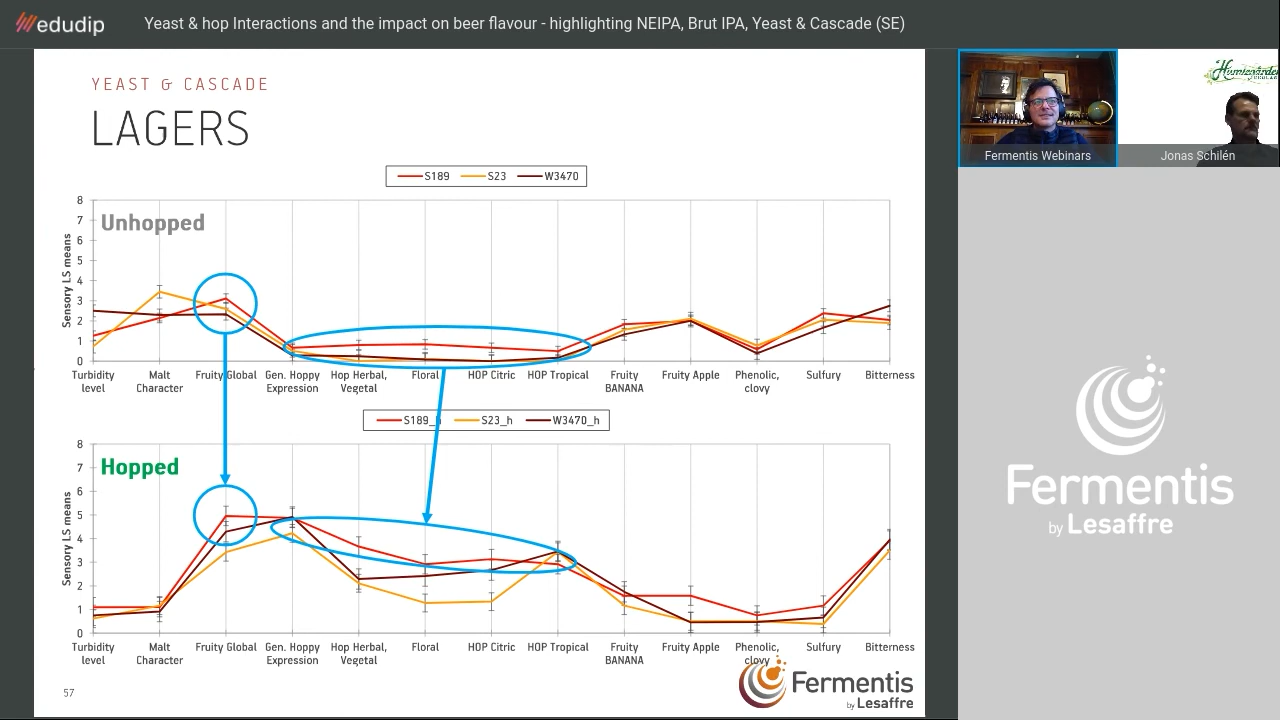 edudip
Yeast & hop Interactions and the impact on beer flavour - highlighting NEIPA, Brut IPA, Yeast & Cascade (SE)
YEAST & CASCADE
LAGERS
S189 S23 W3470
Unhopped
Sensory LS means
8
7
6
5
4
3
2
1
0
Turbidity level
Malt Character
Fruity Global
Gen. Hoppy Expression
Hop Herbal, Vegetal
Floral
HOP Citric
HOP Tropical
Fruity BANANA
Fruity Apple
Phenolic, clovy
Sulfury
Bitterness
S189_h S23_h W3470_h
Hopped
Sensory LS means
8
7
6
5
4
3
2
1
0
Turbidity level
Malt Character
Fruity Global
Gen. Hoppy Expression
Hop Herbal, Vegetal
Floral
HOP Citric
HOP Tropical
Fruity BANANA
Fruity Apple
Phenolic, clovy
Sulfury
Bitterness
57
Fermentis
by Lesaffre
Fermentis Webinars
Jonas Schilén
Fermentis
by Lesaffre